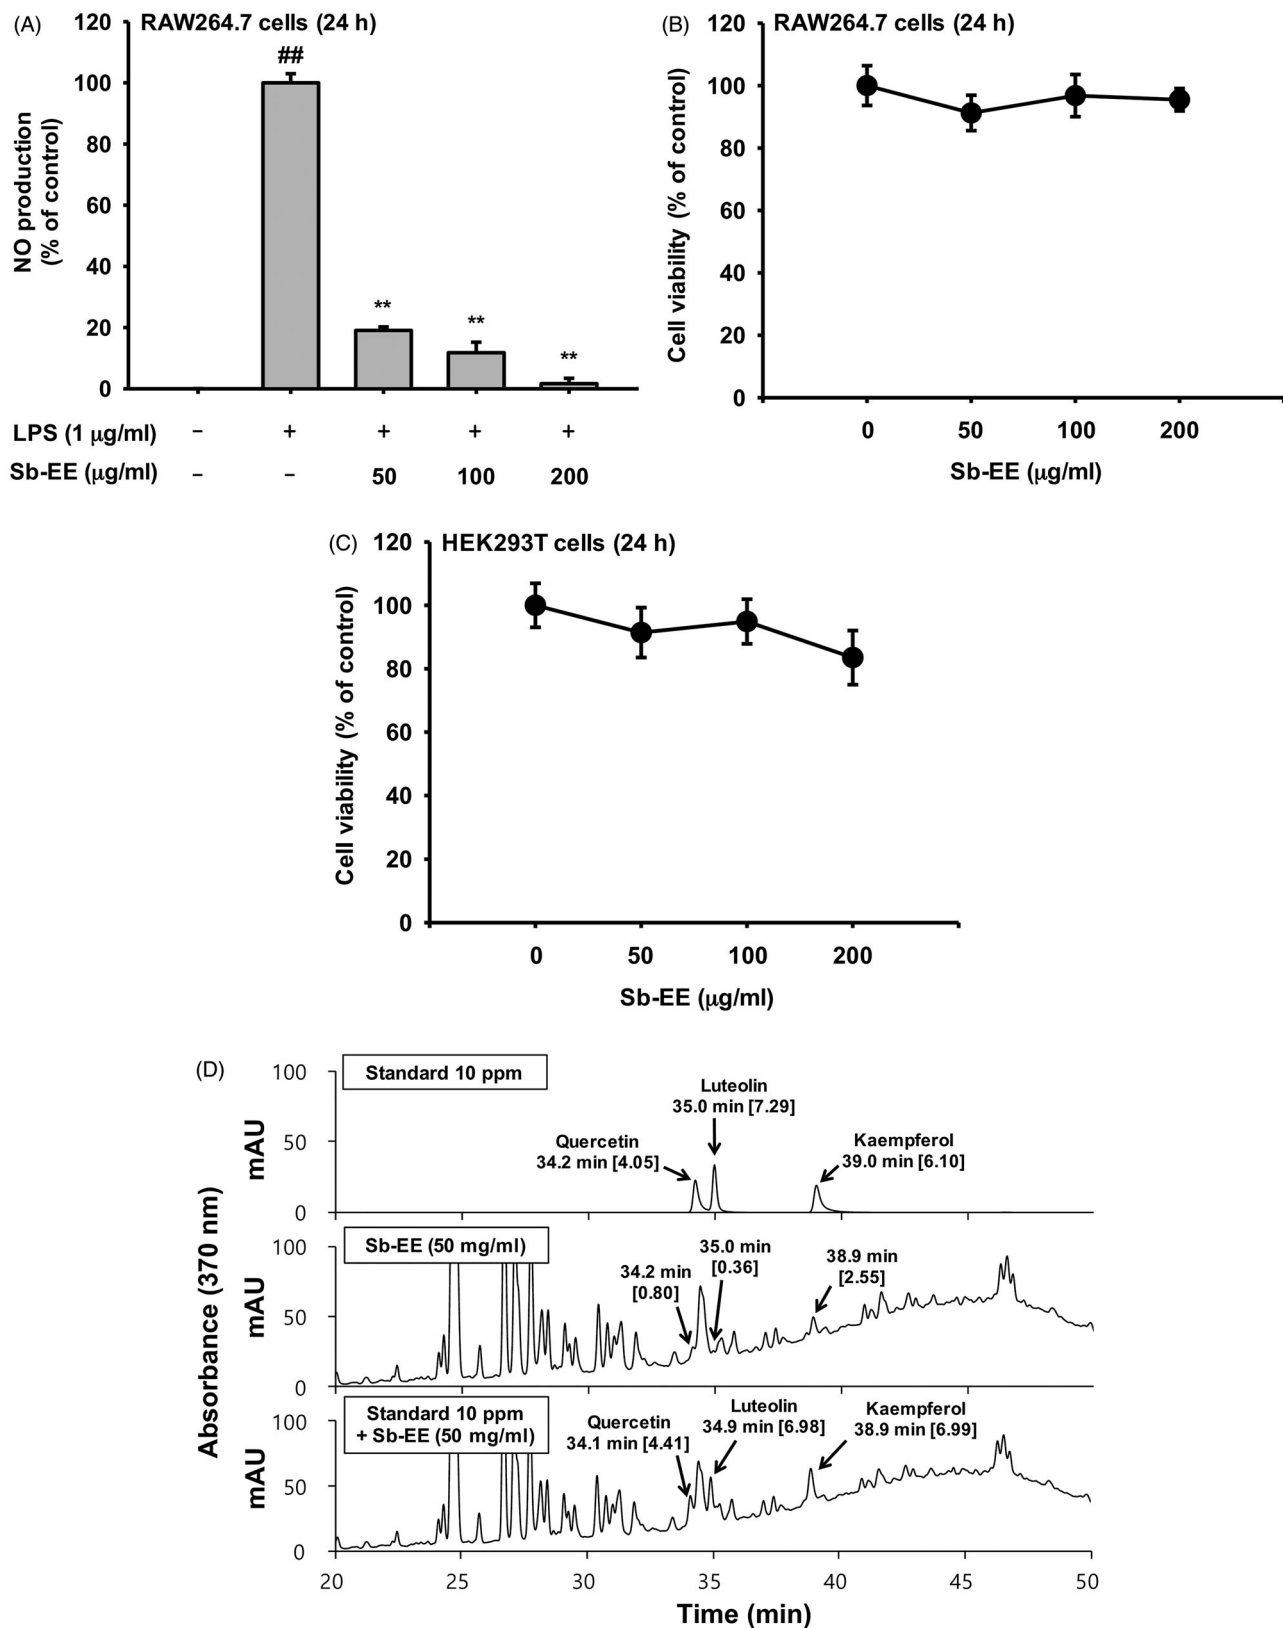 (A)
RAW264.7 cells (24 h)
120
100
80
60
40
20
0
NO production
(% of control)
##
**
**
**
LPS (1 μg/ml) – + + + +
Sb-EE (μg/ml) – – 50 100 200
(B)
RAW264.7 cells (24 h)
120
100
80
60
40
20
0
Cell viability (% of control)
0 50 100 200
Sb-EE (μg/ml)
(C)
HEK293T cells (24 h)
120
100
80
60
40
20
0
Cell viability (% of control)
0 50 100 200
Sb-EE (μg/ml)
(D)
Absorbance (370 nm)
mAU
100
50
0
Standard 10 ppm
Quercetin
34.2 min [4.05]
Luteolin
35.0 min [7.29]
Kaempferol
39.0 min [6.10]
mAU
100
50
0
Sb-EE (50 mg/ml)
34.2 min
[0.80]
35.0 min
[0.36]
38.9 min
[2.55]
mAU
100
50
0
Standard 10 ppm
+ Sb-EE (50 mg/ml)
Quercetin
34.1 min [4.41]
Luteolin
34.9 min [6.98]
Kaempferol
38.9 min [6.99]
20 25 30 35 40 45 50
Time (min)